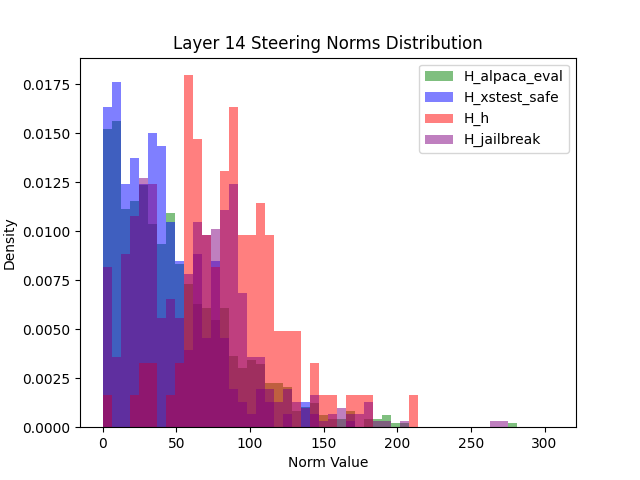 Layer 14 Steering Norms Distribution
H_alpaca_eval
H_xstest_safe
H_h
H_jailbreak
Density
0.0175
0.0150
0.0125
0.0100
0.0075
0.0050
0.0025
0.0000
0 50 100 150 200 250 300
Norm Value